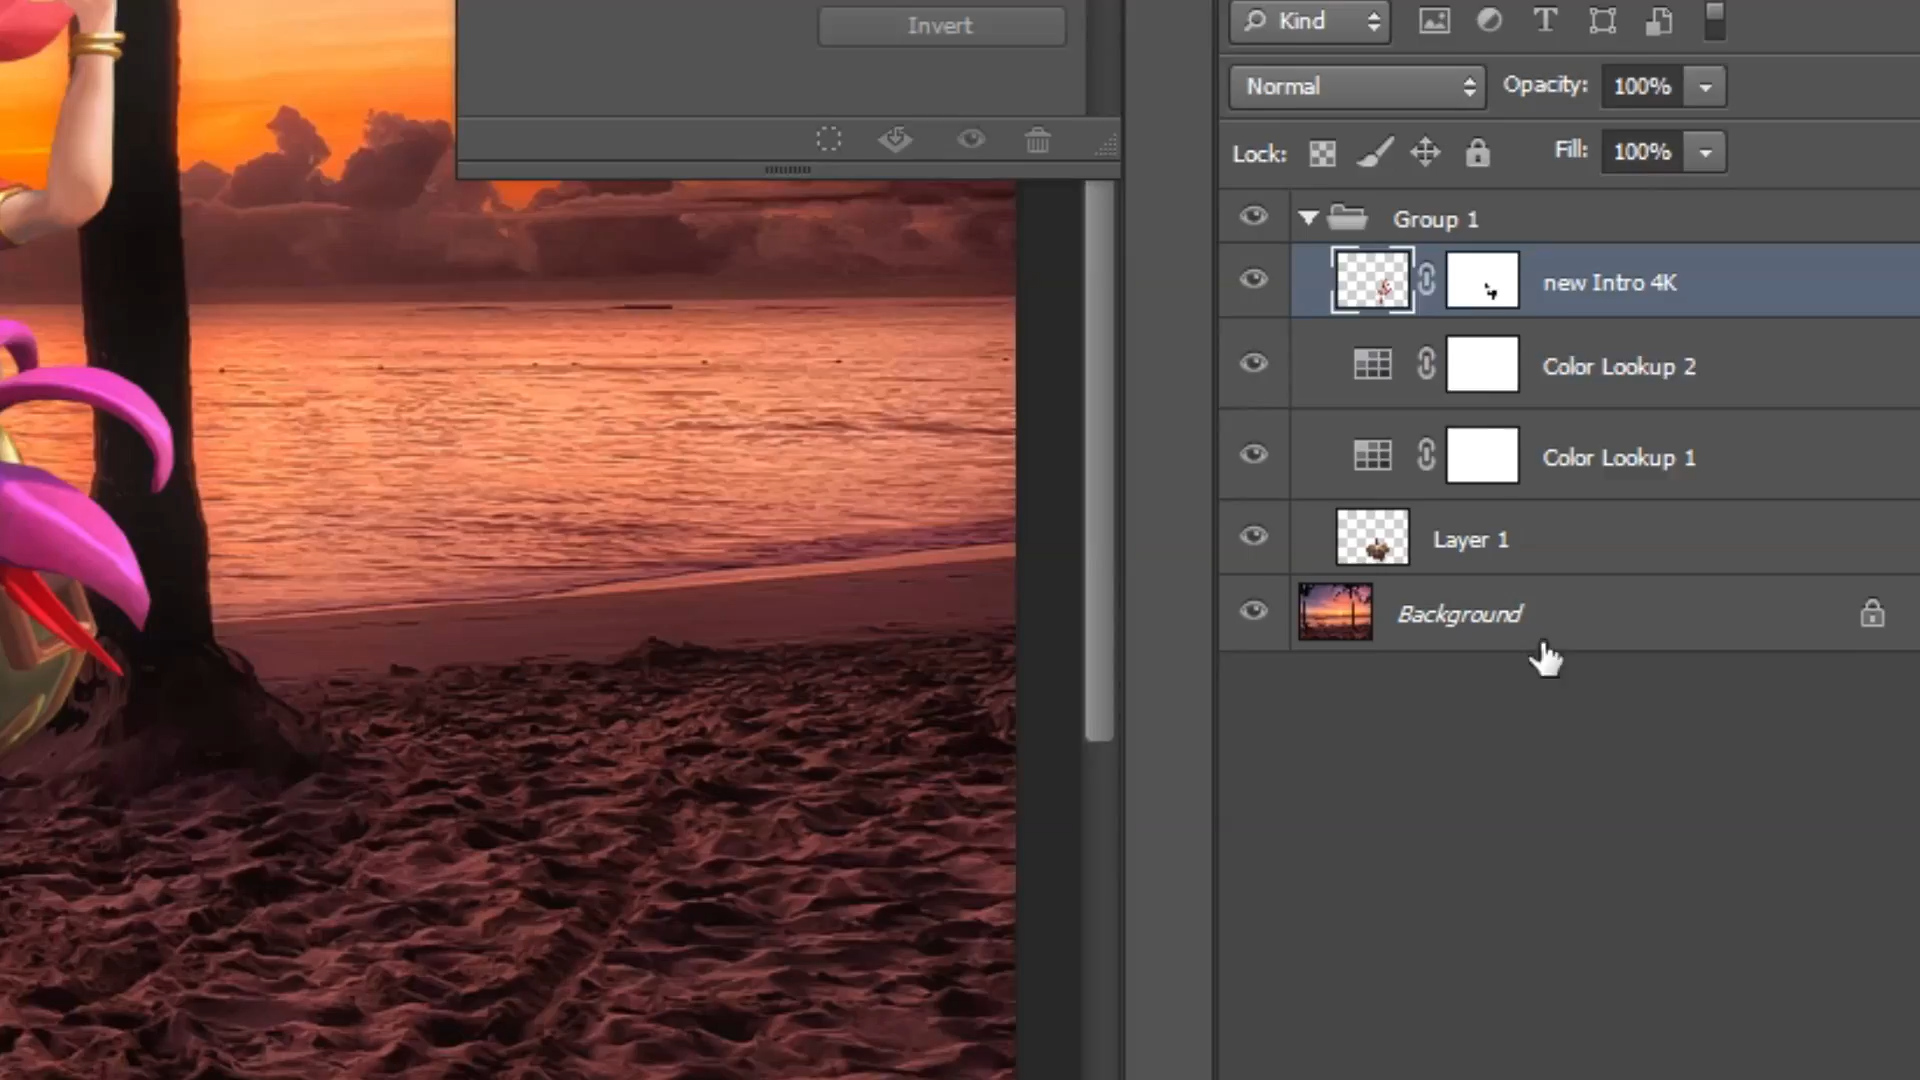 Invert
Kind
Normal
Opacity: 100%
Lock:
Fill: 100%
Group 1
new Intro 4K
Color Lookup 2
Color Lookup 1
Layer 1
Background